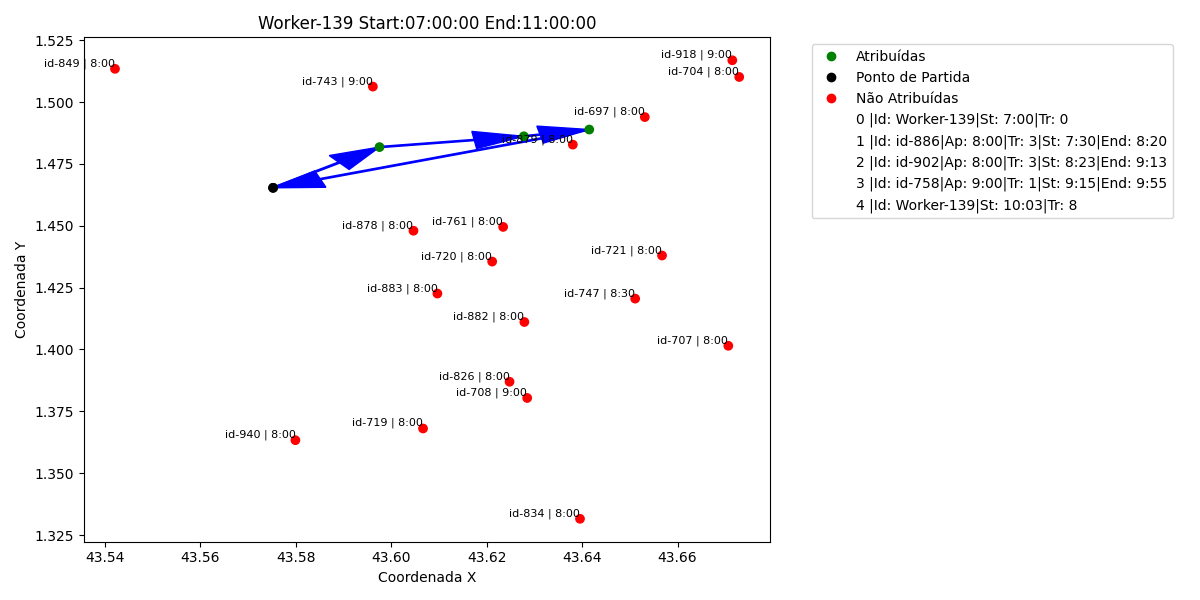 Worker-139 Start:07:00:00 End:11:00:00
1.525
1.500
1.475
1.450
1.425
1.400
1.375
1.350
1.325
Coordenada Y
43.54
43.56
43.58
43.60
43.62
43.64
43.66
Coordenada X
id-849 | 8:00
id-743 | 9:00
id-918 | 9:00
id-704 | 8:00
id-697 | 8:00
id-879 | 8:00
id-878 | 8:00
id-761 | 8:00
id-720 | 8:00
id-721 | 8:00
id-883 | 8:00
id-747 | 8:30
id-882 | 8:00
id-707 | 8:00
id-826 | 8:00
id-708 | 9:00
id-719 | 8:00
id-940 | 8:00
id-834 | 8:00
Atribuídas
Ponto de Partida
Não Atribuídas
0 |Id: Worker-139|St: 7:00|Tr: 0
1 |Id: id-886|Ap: 8:00|Tr: 3|St: 7:30|End: 8:20
2 |Id: id-902|Ap: 8:00|Tr: 3|St: 8:23|End: 9:13
3 |Id: id-758|Ap: 9:00|Tr: 1|St: 9:15|End: 9:55
4 |Id: Worker-139|St: 10:03|Tr: 8